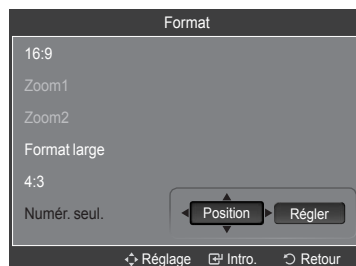 Format
16:9
Zoom1
Zoom2
Format large
4:3
Numér. seul.
Position Régler
Réglage Intro. Retour